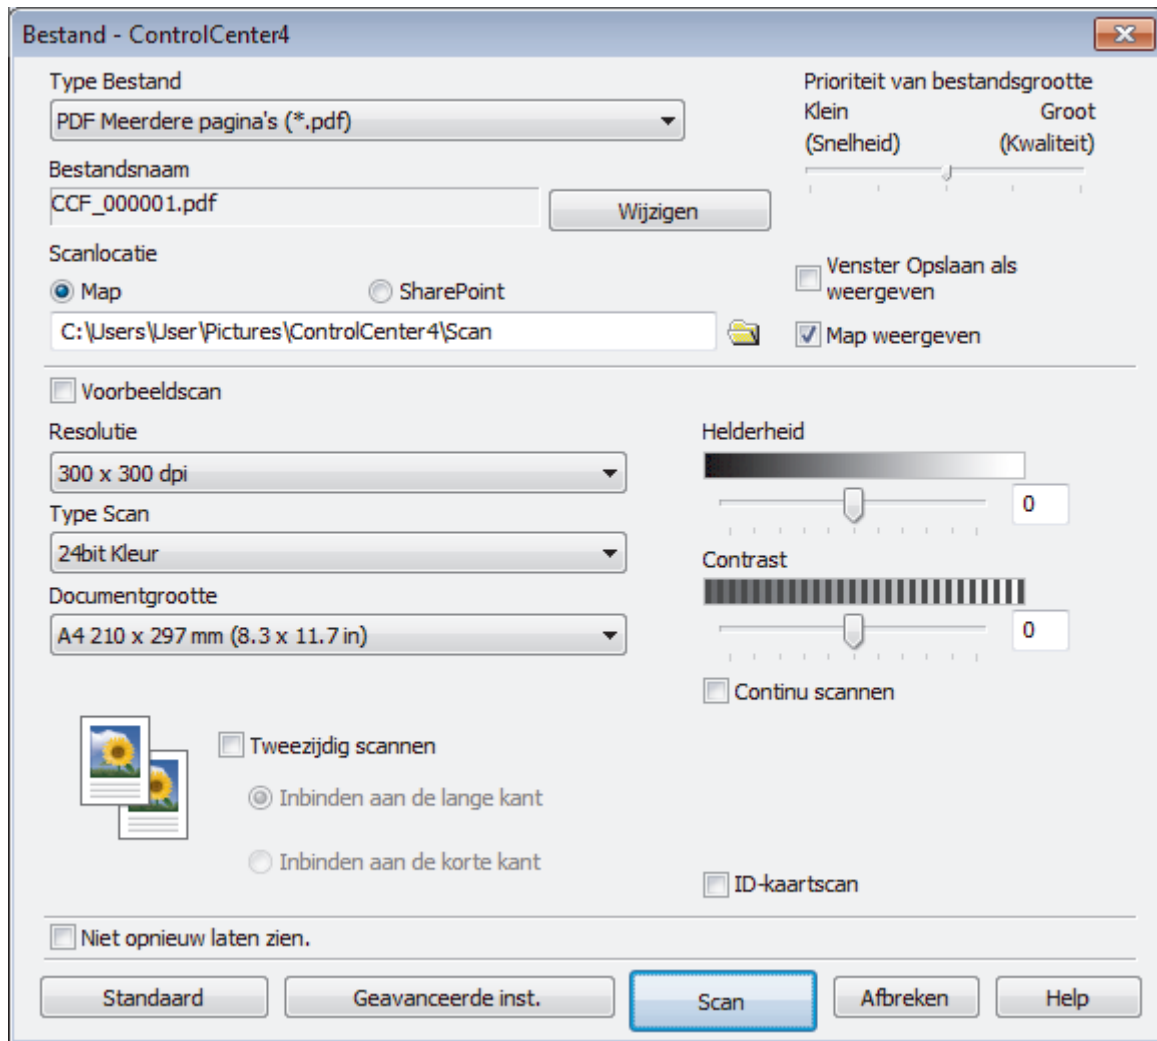 Bestand - ControlCenter4
Type Bestand
PDF Meerdere pagina's (*.pdf)
Prioriteit van bestandsgrootte
Klein Groot
(Snelheid) (Kwaliteit)
Bestandsnaam
CCF_000001.pdf
Wijzigen
Scanlocatie
Map SharePoint
C:\Users\User\Pictures\ControlCenter4\Scan
Venster Opslaan als
weergeven
Map weergeven
Voorbeeldscan
Resolutie
300 x 300 dpi
Type Scan
24bit Kleur
Documentgrootte
A4 210 x 297 mm (8.3 x 11.7 in)
Helderheid
0
Contrast
0
Continu scannen
Tweezijdig scannen
Inbinden aan de lange kant
Inbinden aan de korte kant
ID-kaartscan
Niet opnieuw laten zien.
Standaard Geavanceerde inst. Scan Afbreken Help